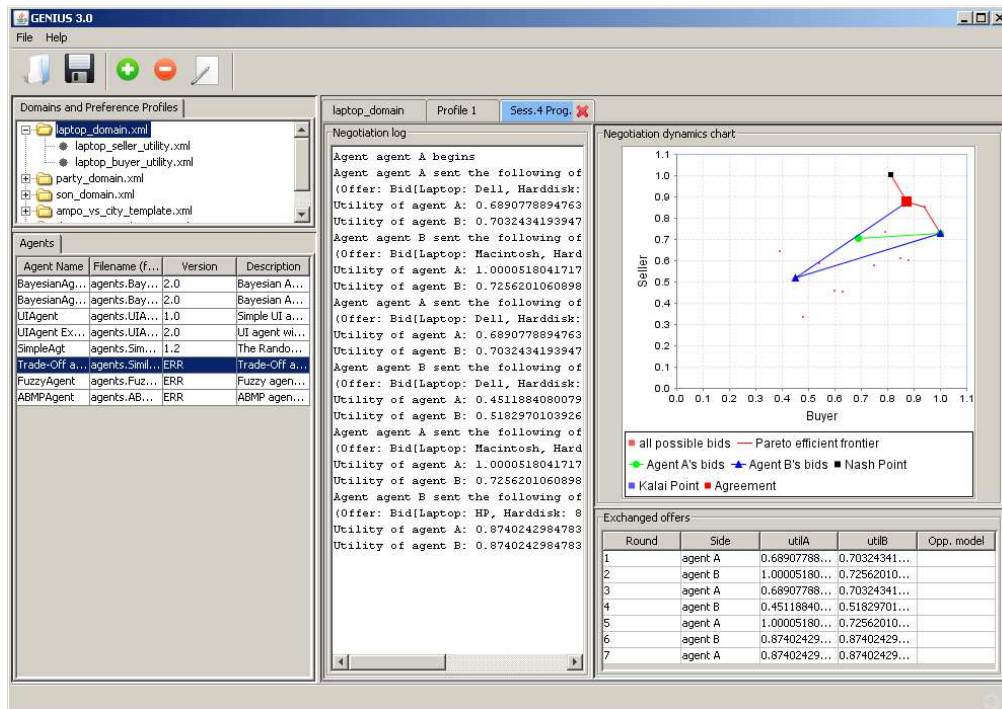 GENIUS 3.0
File Help
Domains and Preference Profiles
laptop_domain.xml
laptop_seller_utility.xml
laptop_buyer_utility.xml
party_domain.xml
son_domain.xml
ampo_vs_city_template.xml
Agents
Agent Name Filename (f... Version Description
BayesianAg... agents.Bay... 2.0 Bayesian A...
BayesianAg... agents.Bay... 2.0 Bayesian A...
UIAgent agents.UIA... 1.0 Simple UI a...
UIAgent Ex... agents.UIA... 2.0 UI agent wi...
SimpleAgt agents.Sim... 1.2 The Rando...
Trade-Off a... agents.Simil... ERR Trade-Off a...
FuzzyAgent agents.Fuz... ERR Fuzzy agen...
ABMPAgent agents.AB... ERR ABMP agen...
laptop_domain Profile 1 Sess.4 Prog.
Negotiation log
Agent agent A begins
Agent agent A sent the following of
(Offer: Bid[Laptop: Dell, Harddisk:
Utility of agent A: 0.6890778894763
Utility of agent B: 0.7032434193947
Agent agent B sent the following of
(Offer: Bid[Laptop: Macintosh, Hard
Utility of agent A: 1.0000518041717
Utility of agent B: 0.7256201060898
Agent agent A sent the following of
(Offer: Bid[Laptop: Dell, Harddisk:
Utility of agent A: 0.6890778894763
Utility of agent B: 0.7032434193947
Agent agent B sent the following of
(Offer: Bid[Laptop: Dell, Harddisk:
Utility of agent A: 0.4511884080079
Utility of agent B: 0.5182970103926
Agent agent A sent the following of
(Offer: Bid[Laptop: Macintosh, Hard
Utility of agent A: 1.0000518041717
Utility of agent B: 0.7256201060898
Agent agent B sent the following of
(Offer: Bid[Laptop: HP, Harddisk: 8
Utility of agent A: 0.8740242984783
Utility of agent B: 0.8740242984783
Negotiation dynamics chart
1.1
1.0
0.9
0.8
0.7
0.6
0.5
0.4
0.3
0.2
0.1
0.0
Seller
0.0 0.1 0.2 0.3 0.4 0.5 0.6 0.7 0.8 0.9 1.0 1.1
Buyer
all possible bids Pareto efficient frontier
Agent A's bids Agent B's bids Nash Point
Kalai Point Agreement
Exchanged offers
Round Side utilA utilB Opp. model
1 agent A 0.68907788... 0.70324341...
2 agent B 1.00005180... 0.72562010...
3 agent A 0.68907788... 0.70324341...
4 agent B 0.45118840... 0.51829701...
5 agent A 1.00005180... 0.72562010...
6 agent B 0.87402429... 0.87402429...
7 agent A 0.87402429... 0.87402429...